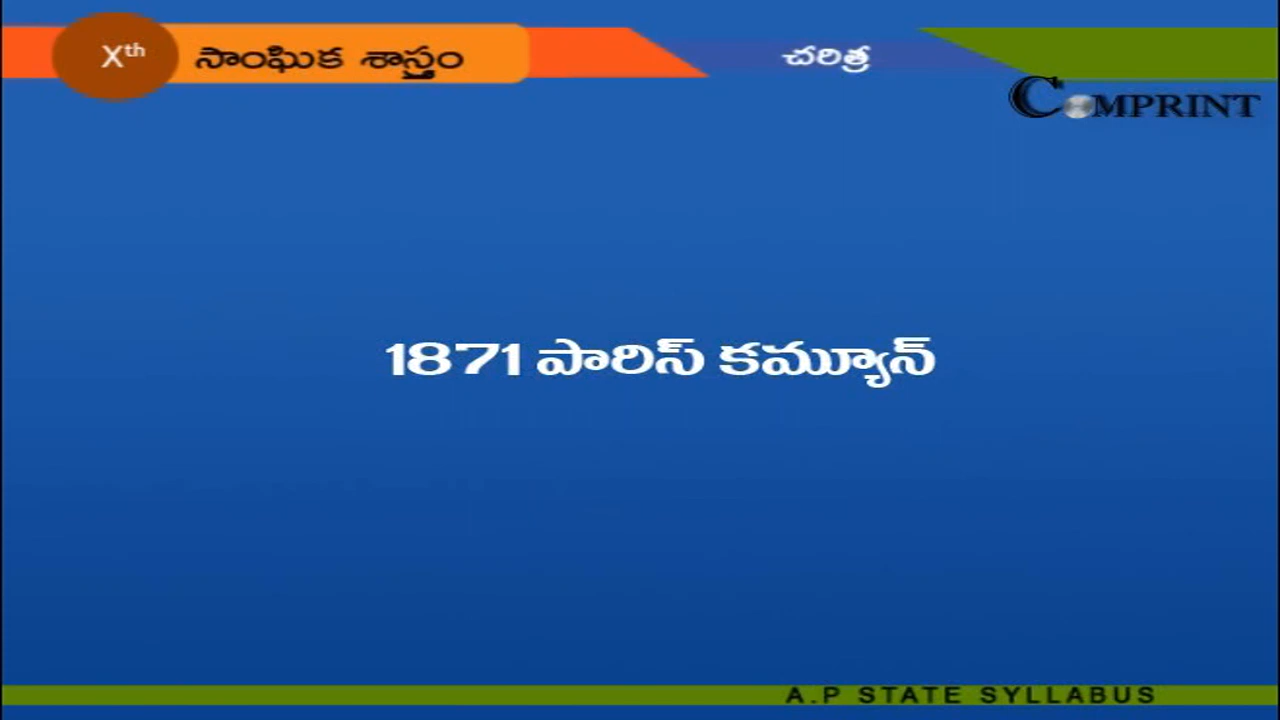 Xth సాంఘిక శాస్త్రం
చరిత్ర
COMPRINT
1871 పారిస్ కమ్యూన్
A.P STATE SYLLABUS